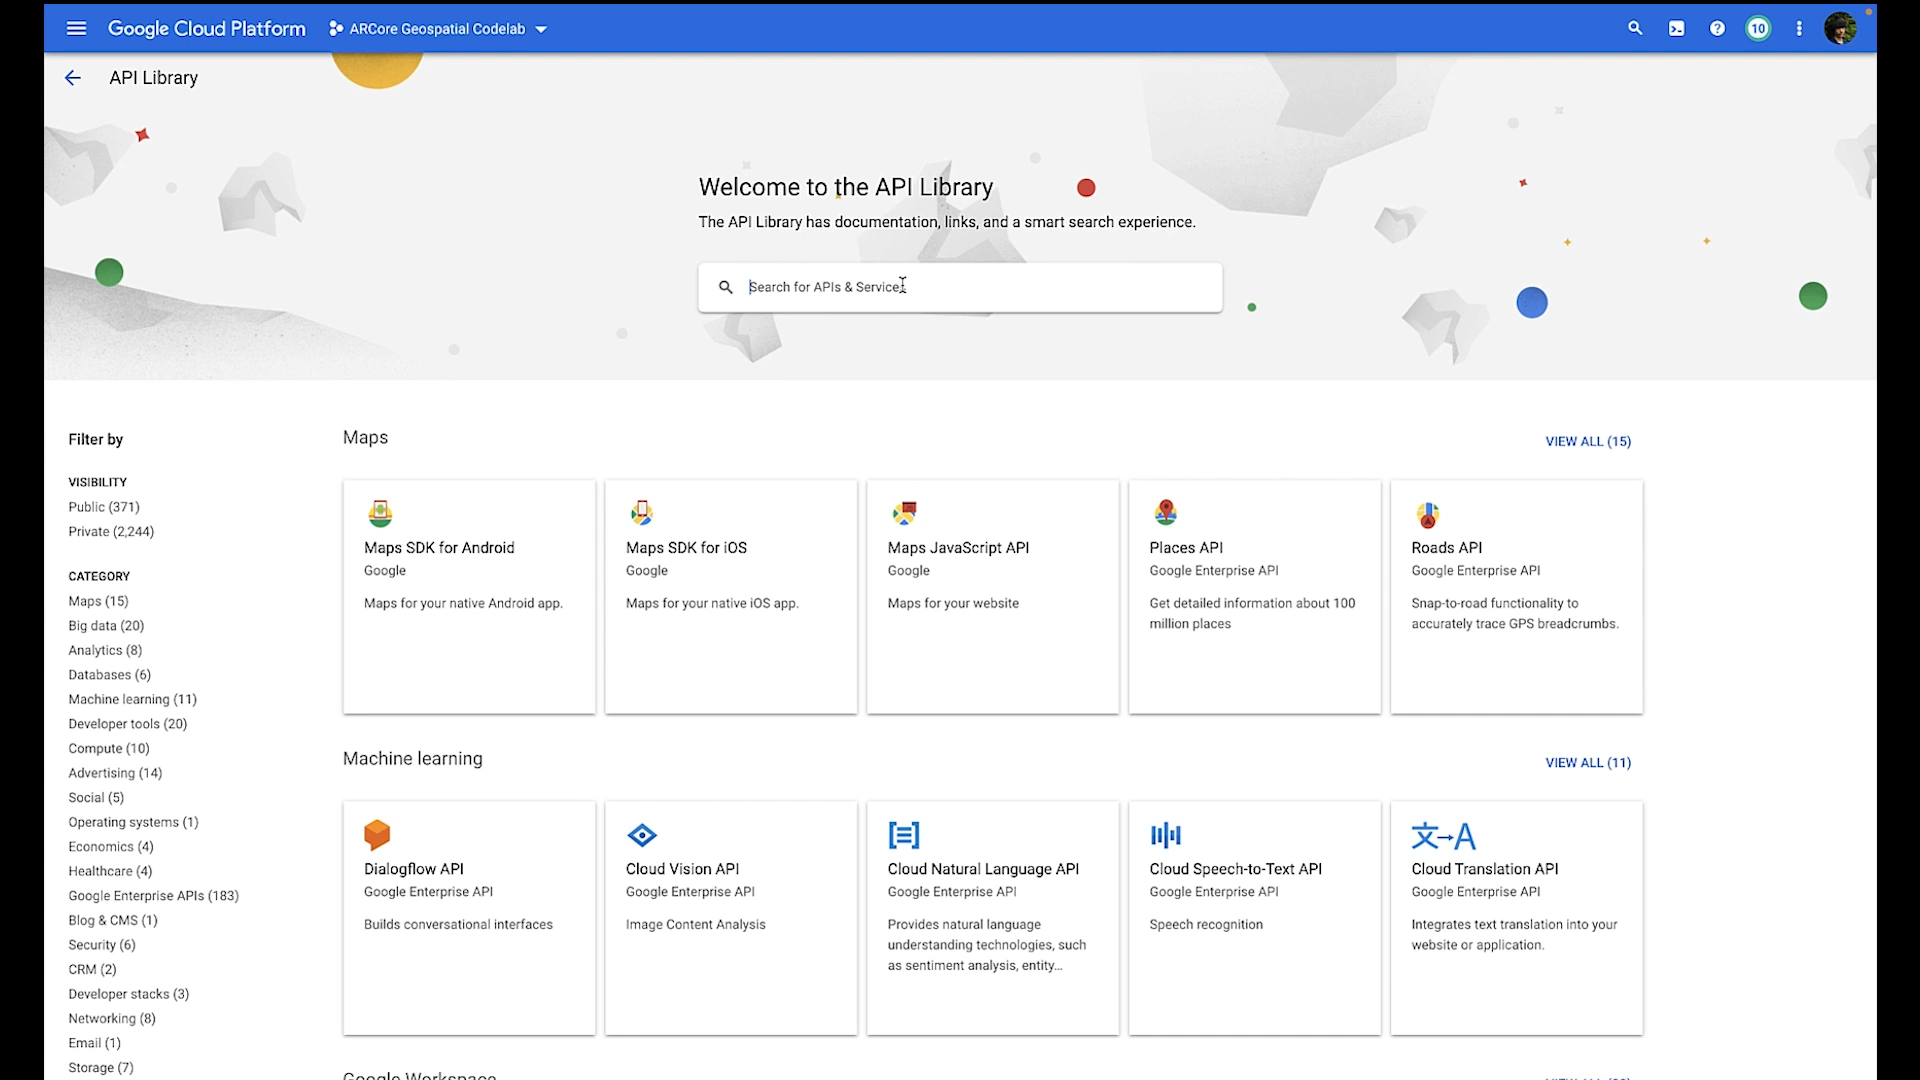 Google Cloud Platform
ARCore Geospatial Codelab
10
API Library
Welcome to the API Library
The API Library has documentation, links, and a smart search experience.
Search for APIs & Services
Filter by
VISIBILITY
Public (371)
Private (2,244)
CATEGORY
Maps (15)
Big data (20)
Analytics (8)
Databases (6)
Machine learning (11)
Developer tools (20)
Compute (10)
Advertising (14)
Social (5)
Operating systems (1)
Economics (4)
Healthcare (4)
Google Enterprise APIs (183)
Blog & CMS (1)
Security (6)
CRM (2)
Developer stacks (3)
Networking (8)
Email (1)
Storage (7)
Maps
VIEW ALL (15)
Maps SDK for Android
Google
Maps for your native Android app.
Maps SDK for iOS
Google
Maps for your native iOS app.
Maps JavaScript API
Google
Maps for your website
Places API
Google Enterprise API
Get detailed information about 100
million places
Roads API
Google Enterprise API
Snap-to-road functionality to
accurately trace GPS breadcrumbs.
Machine learning
VIEW ALL (11)
Dialogflow API
Google Enterprise API
Builds conversational interfaces
Cloud Vision API
Google Enterprise API
Image Content Analysis
Cloud Natural Language API
Google Enterprise API
Provides natural language
understanding technologies, such
as sentiment analysis, entity...
Cloud Speech-to-Text API
Google Enterprise API
Speech recognition
文→A
Cloud Translation API
Google Enterprise API
Integrates text translation into your
website or application.
Google Workspace